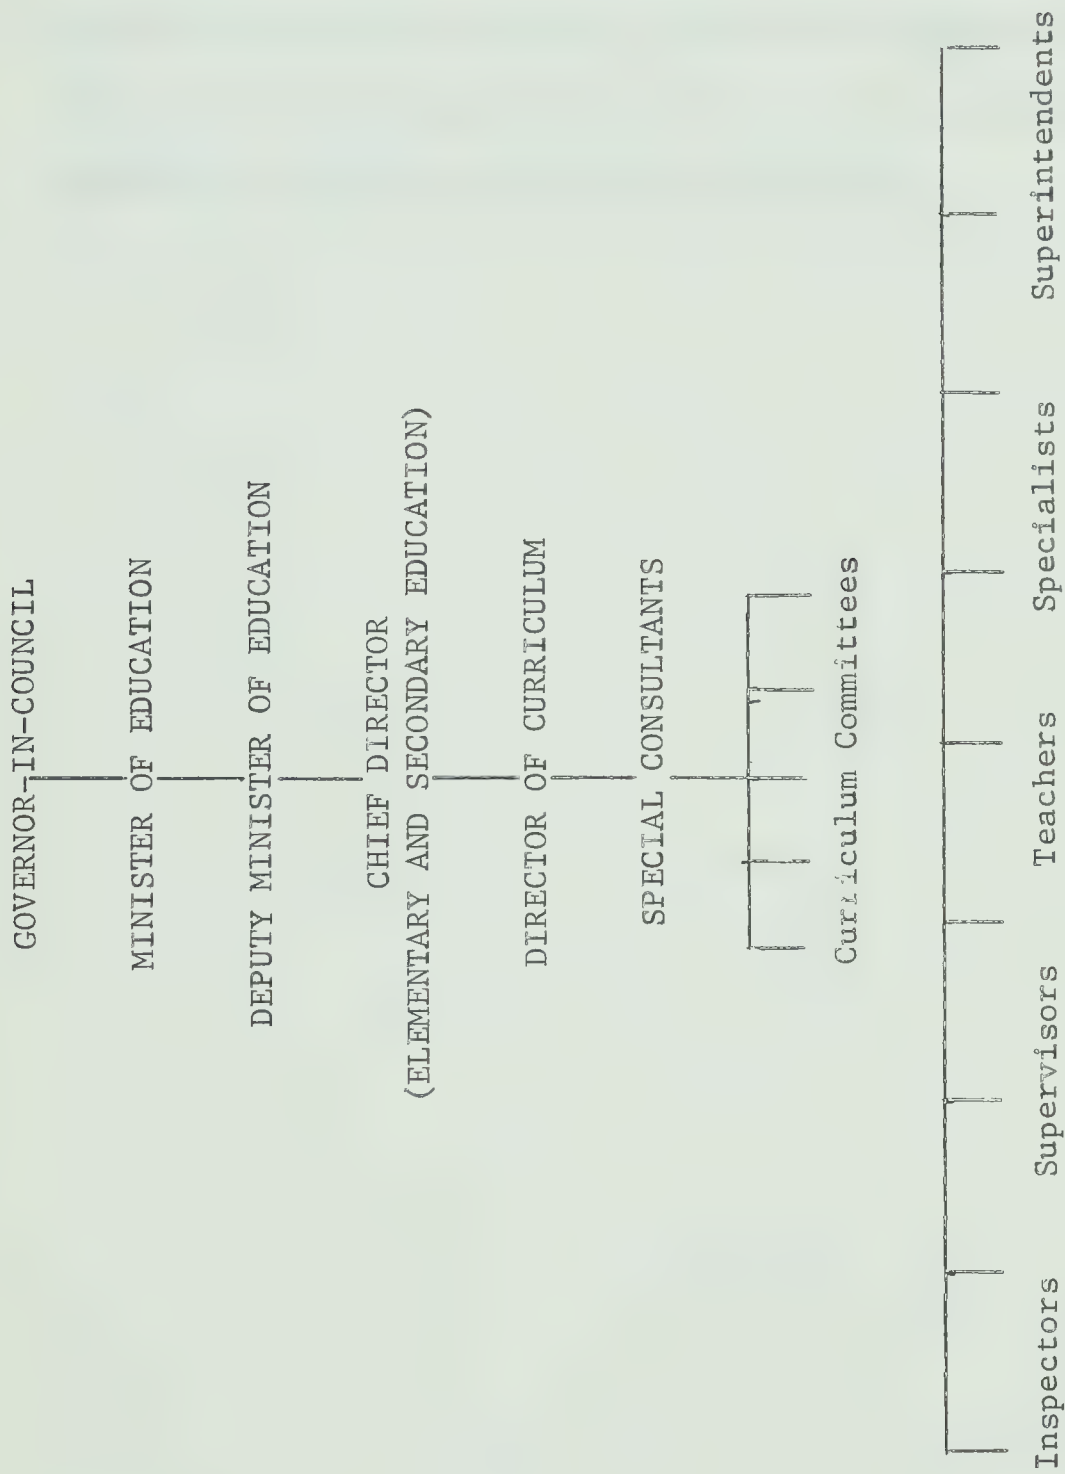 GOVERNOR-IN-COUNCIL
MINISTER OF EDUCATION
DEPUTY MINISTER OF EDUCATION
CHIEF DIRECTOR
(ELEMENTARY AND SECONDARY EDUCATION)
DIRECTOR OF CURRICULUM
SPECIAL CONSULTANTS
Curriculum Committees
Inspectors Supervisors Teachers Specialists Superintendents